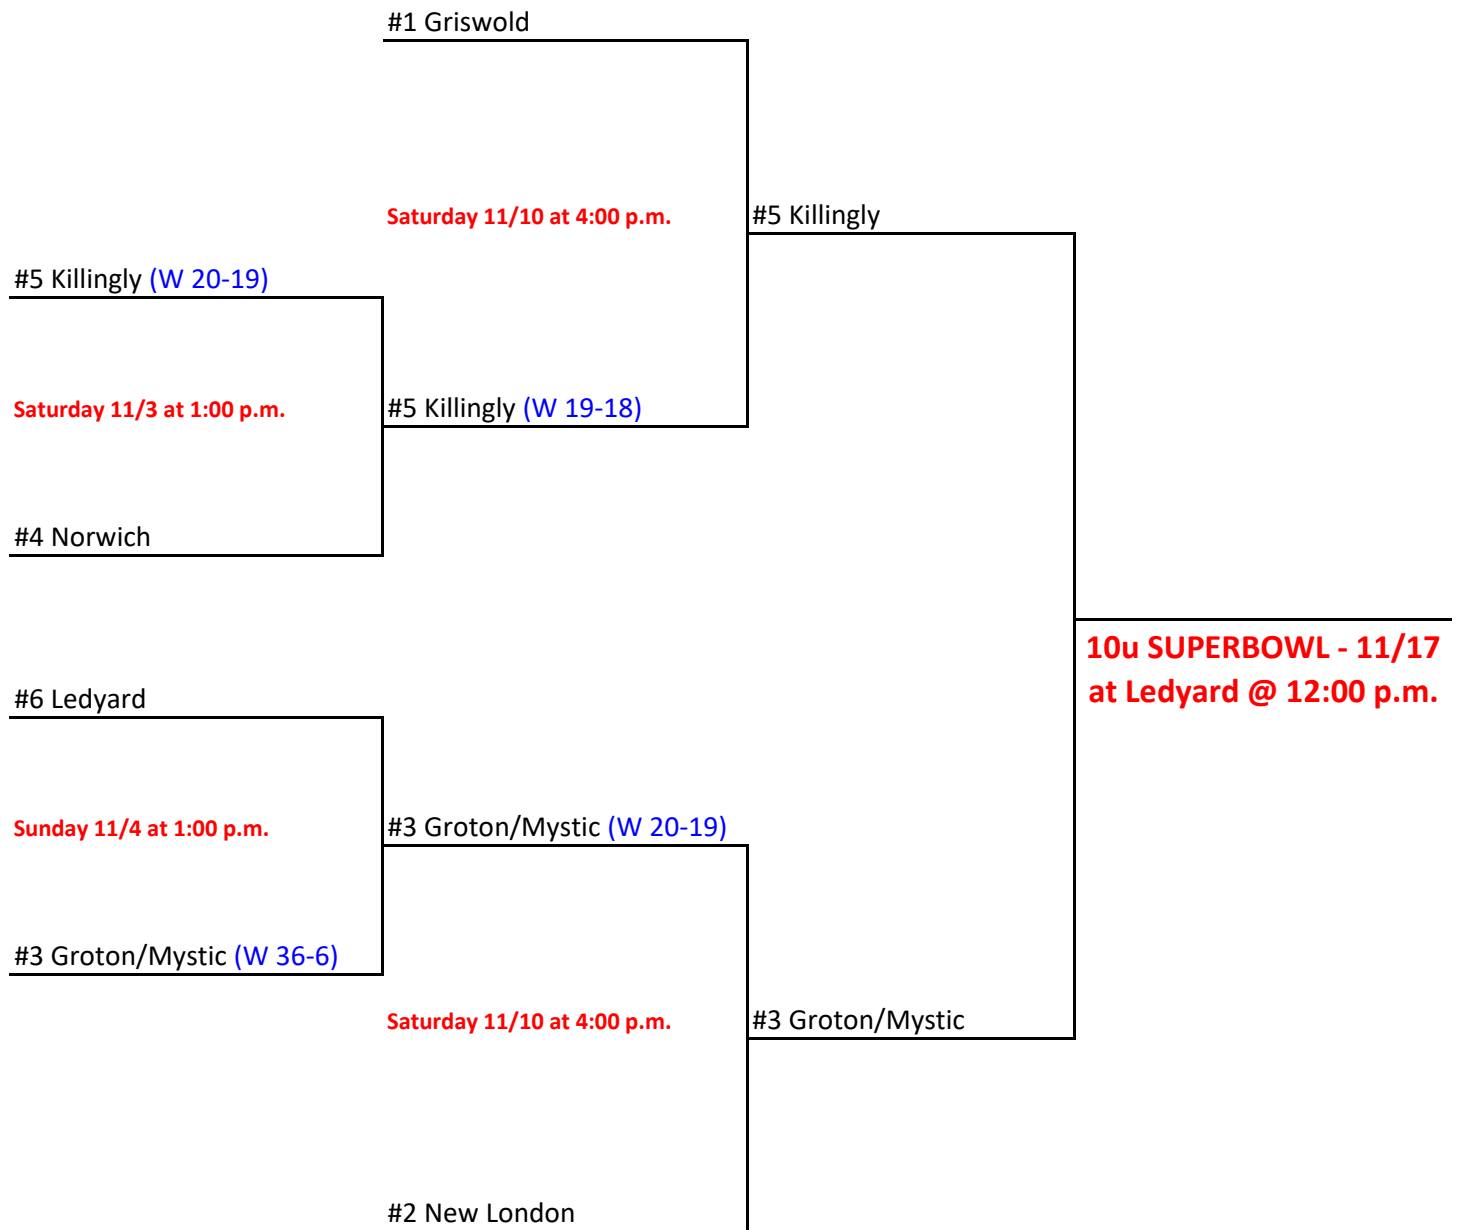 #1 Griswold
Saturday 11/10 at 4:00 p.m.
#5 Killingly
#5 Killingly (W 20-19)
Saturday 11/3 at 1:00 p.m.
#5 Killingly (W 19-18)
#4 Norwich
10u SUPERBOWL - 11/17
at Ledyard @ 12:00 p.m.
#6 Ledyard
Sunday 11/4 at 1:00 p.m.
#3 Groton/Mystic (W 20-19)
#3 Groton/Mystic (W 36-6)
Saturday 11/10 at 4:00 p.m.
#3 Groton/Mystic
#2 New London